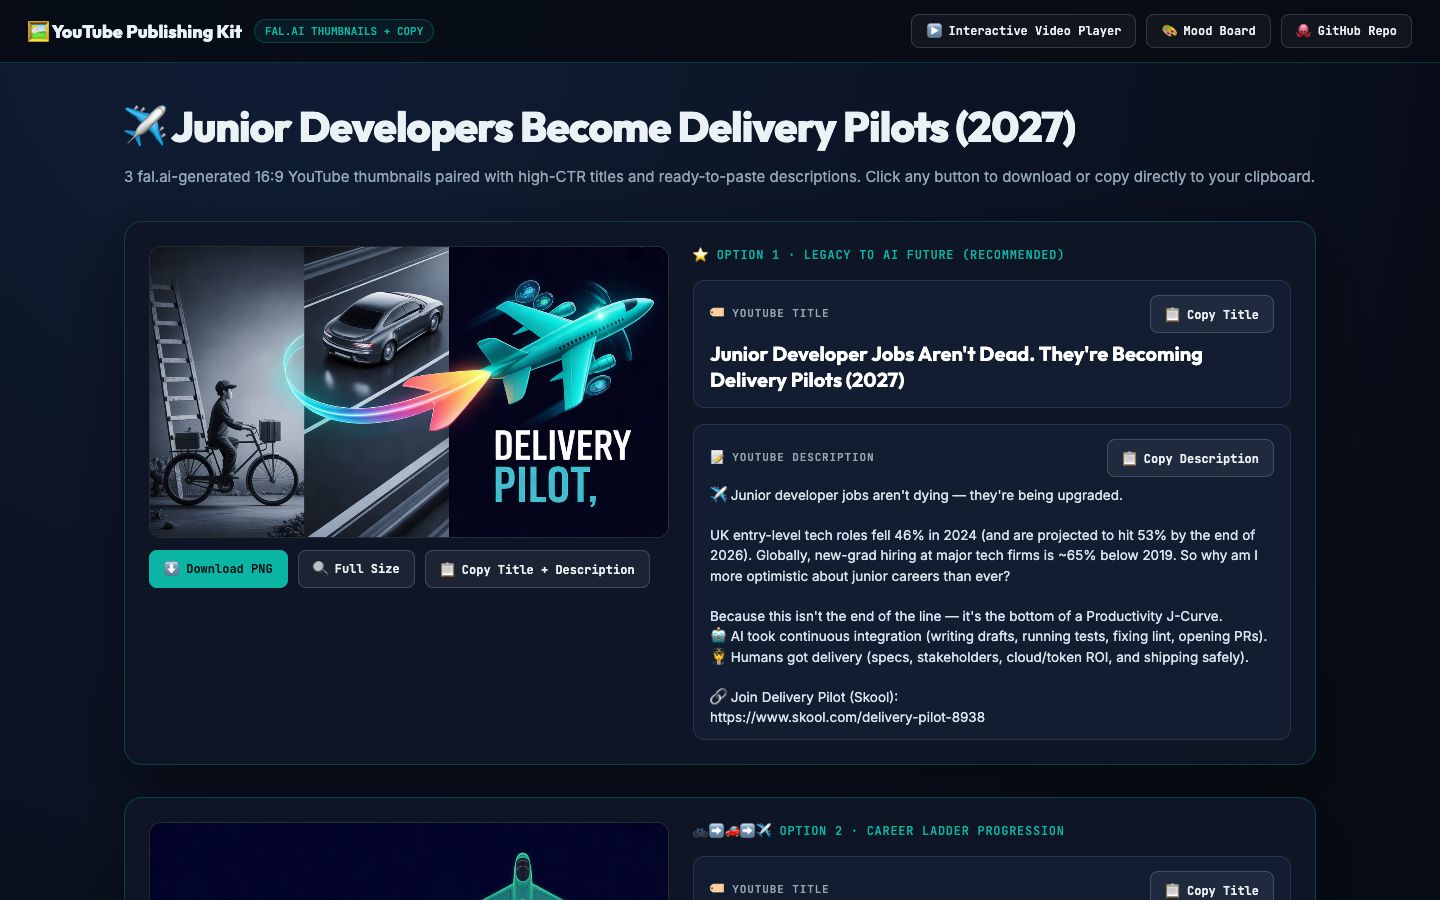 YouTube Publishing Kit
FAL.AI THUMBNAILS + COPY
Interactive Video Player
Mood Board
GitHub Repo
Junior Developers Become Delivery Pilots (2027)
3 fal.ai-generated 16:9 YouTube thumbnails paired with high-CTR titles and ready-to-paste descriptions. Click any button to download or copy directly to your clipboard.
DELIVERY
PILOT,
Download PNG
Full Size
Copy Title + Description
OPTION 1 · LEGACY TO AI FUTURE (RECOMMENDED)
YOUTUBE TITLE
Copy Title
Junior Developer Jobs Aren't Dead. They're Becoming
Delivery Pilots (2027)
YOUTUBE DESCRIPTION
Copy Description
✈️ Junior developer jobs aren't dying — they're being upgraded.
UK entry-level tech roles fell 46% in 2024 (and are projected to hit 53% by the end of
2026). Globally, new-grad hiring at major tech firms is ~65% below 2019. So why am I
more optimistic about junior careers than ever?
Because this isn't the end of the line — it's the bottom of a Productivity J-Curve.
🤖 AI took continuous integration (writing drafts, running tests, fixing lint, opening PRs).
Humans got delivery (specs, stakeholders, cloud/token ROI, and shipping safely).
🔗 Join Delivery Pilot (Skool):
https://www.skool.com/delivery-pilot-8938
OPTION 2 · CAREER LADDER PROGRESSION
YOUTUBE TITLE
Copy Title